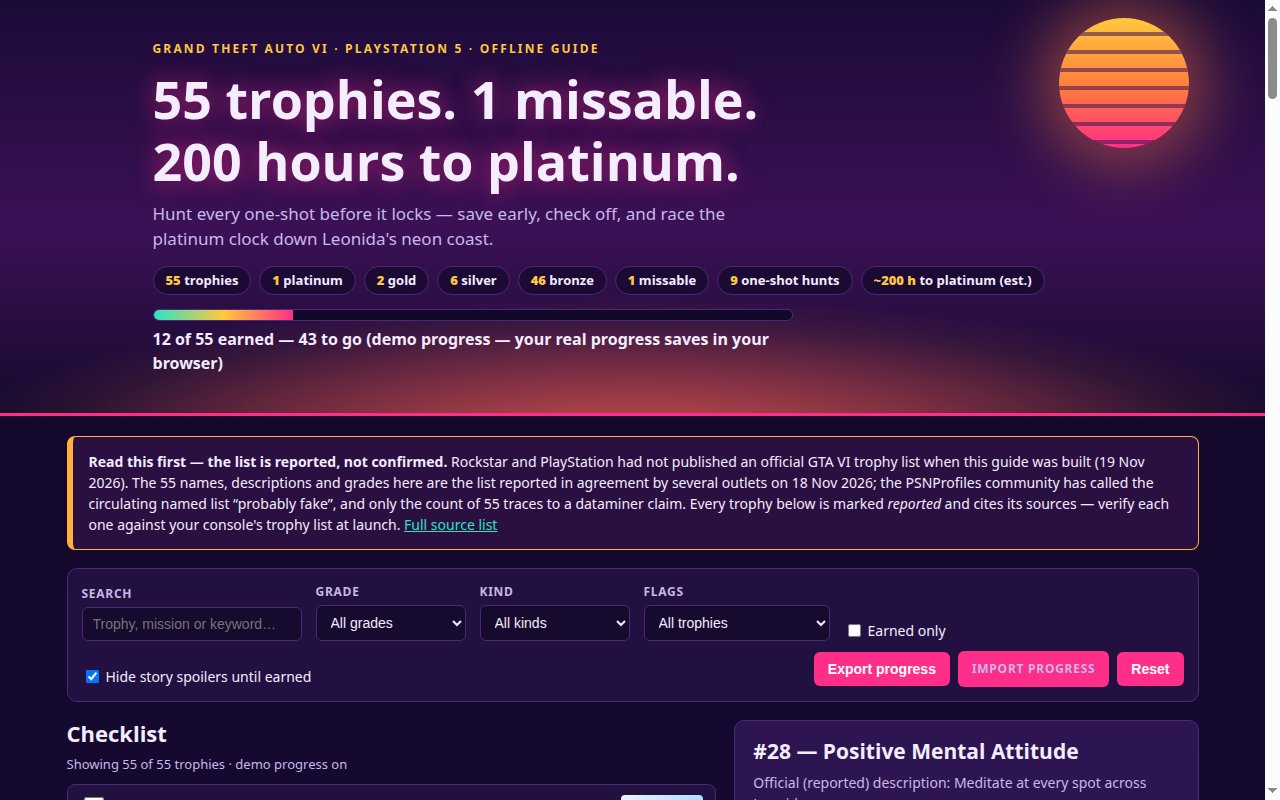 GRAND THEFT AUTO VI · PLAYSTATION 5 · OFFLINE GUIDE
55 trophies. 1 missable.
200 hours to platinum.
Hunt every one-shot before it locks — save early, check off, and race the
platinum clock down Leonida's neon coast.
55 trophies 1 platinum 2 gold 6 silver 46 bronze 1 missable 9 one-shot hunts ~200 h to platinum (est.)
12 of 55 earned — 43 to go (demo progress — your real progress saves in your
browser)
Read this first — the list is reported, not confirmed. Rockstar and PlayStation had not published an official GTA VI trophy list when this guide was built (19 Nov
2026). The 55 names, descriptions and grades here are the list reported in agreement by several outlets on 18 Nov 2026; the PSNProfiles community has called the
circulating named list “probably fake”, and only the count of 55 traces to a dataminer claim. Every trophy below is marked reported and cites its sources — verify each
one against your console's trophy list at launch. Full source list
SEARCH GRADE KIND FLAGS
Trophy, mission or keyword… All grades All kinds All trophies Earned only
Hide story spoilers until earned Export progress IMPORT PROGRESS Reset
Checklist
Showing 55 of 55 trophies · demo progress on
#28 — Positive Mental Attitude
Official (reported) description: Meditate at every spot across